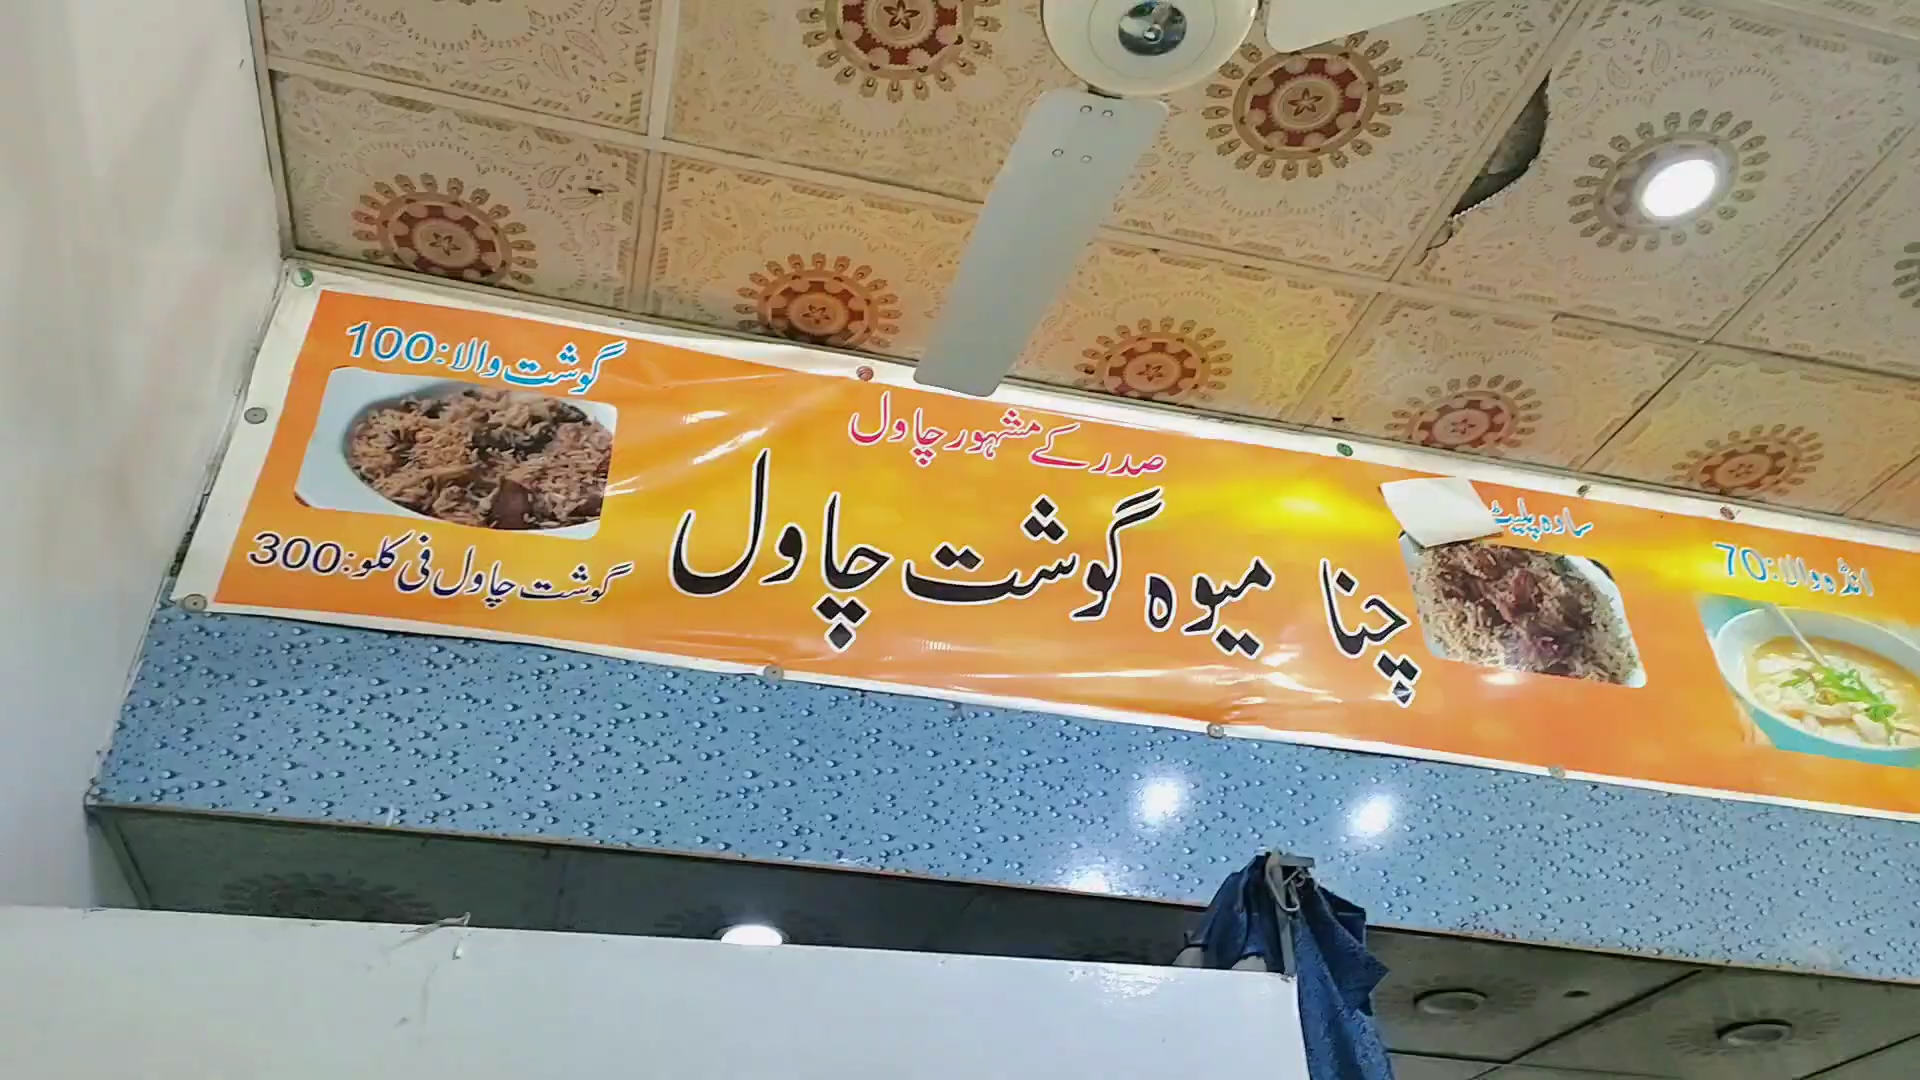 صدر کے مشہور چاول
چنا میوہ گوشت چاول
انڈہ والا:70
سادہ پلیٹ
گوشت والا:100
گوشت چاول فی کلو:300